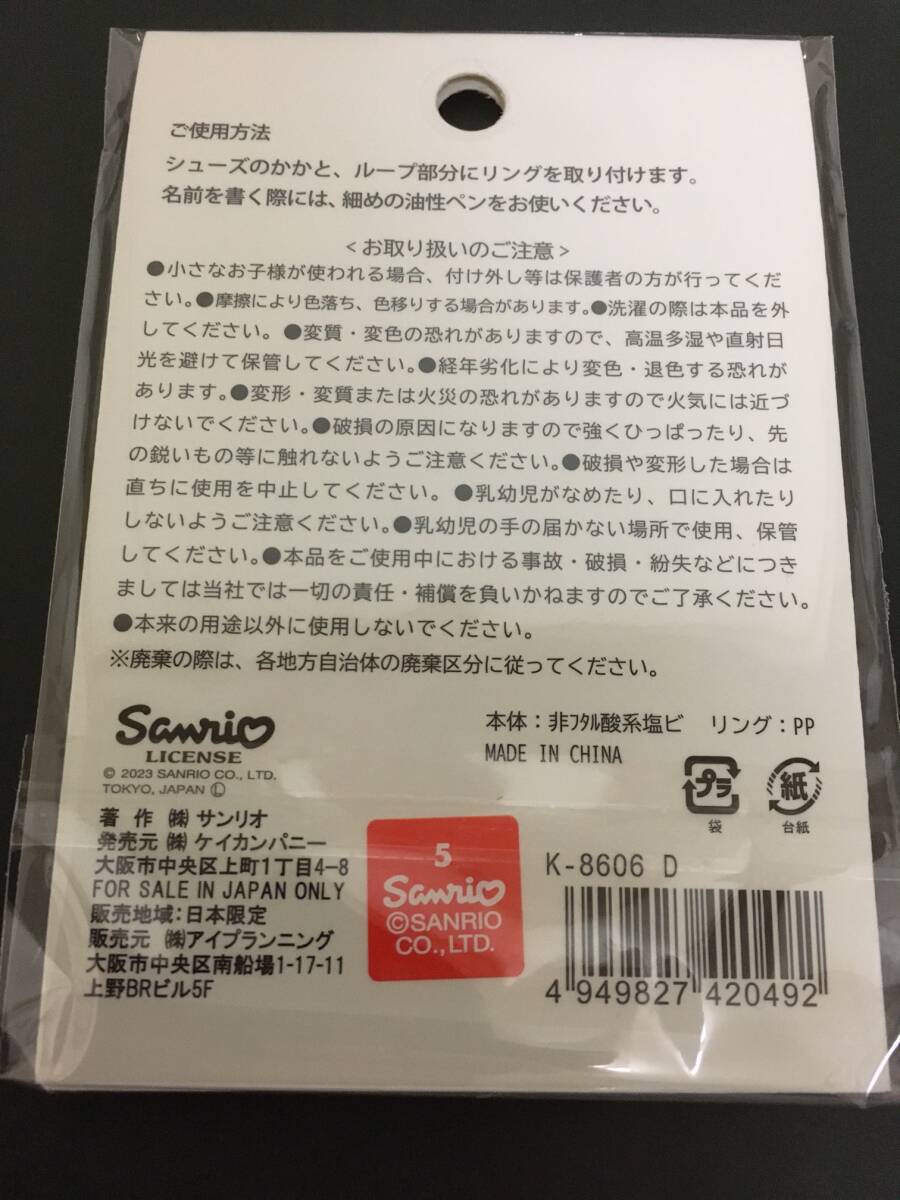 ご使用方法
シューズのかかと、ループ部分にリングを取り付けます。
名前を書く際には、細めの油性ペンをお使いください。
<お取り扱いのご注意>
●小さなお子様が使われる場合、付け外し等は保護者の方が行ってくだ
さい。●摩擦により色落ち、色移りする場合があります。●洗濯の際は本品を外
してください。●変質・変色の恐れがありますので、高温多湿や直射日
光を避けて保管してください。●経年劣化により変色・退色する恐れが
あります。●変形・変質または火災の恐れがありますので火気には近づ
けないでください。●破損の原因になりますので強くひっぱったり、先
の鋭いもの等に触れないようご注意ください。●破損や変形した場合は
直ちに使用を中止してください。●乳幼児がなめたり、口に入れたり
しないようご注意ください。●乳幼児の手の届かない場所で使用、保管
してください。●本品をご使用中における事故・破損・紛失などにつき
ましては当社では一切の責任・補償を負いかねますのでご了承ください。
●本来の用途以外に使用しないでください。
※廃棄の際は、各地方自治体の廃棄区分に従ってください。
Sanrio
LICENSE
© 2023 SANRIO CO., LTD.
TOKYO, JAPAN Ⓛ
著 作 ㈱ サンリオ
発売元 ㈱ ケイカンパニー
大阪市中央区上町1丁目4-8
FOR SALE IN JAPAN ONLY
販売地域:日本限定
販売元 ㈱アイプランニング
大阪市中央区南船場1-17-11
上野BRビル5F
5
Sanrio
©SANRIO
CO.,LTD.
本体:非ﾌﾀﾙ酸系塩ビ リング:PP
MADE IN CHINA
プラ
袋
紙
台紙
K-8606 D
4 949827 420492